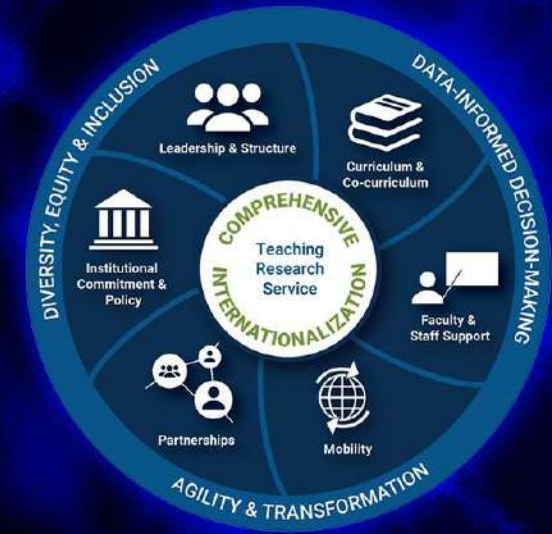 DIVERSITY, EQUITY & INCLUSION
DATA-INFORMED DECISION-MAKING
AGILITY & TRANSFORMATION
Leadership & Structure
Curriculum &
Co-curriculum
Institutional
Commitment &
Policy
COMPREHENSIVE
Teaching
Research
Service
INTERNATIONALIZATION
Faculty &
Staff Support
Partnerships
Mobility